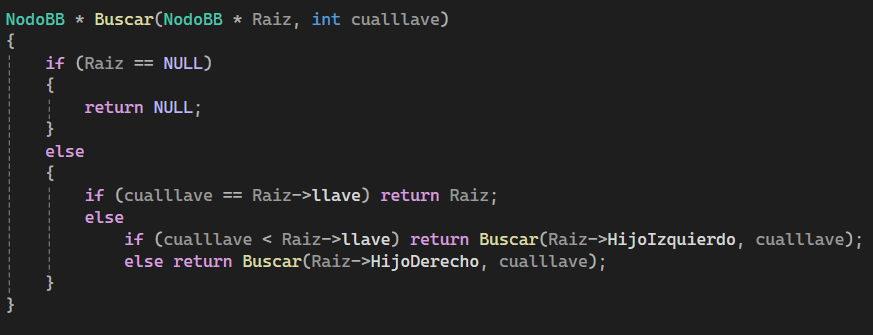 NodoBB * Buscar(NodoBB * Raiz, int cualllave)
{
    if (Raiz == NULL)
    {
        return NULL;
    }
    else
    {
        if (cualllave == Raiz->llave) return Raiz;
        else
            if (cualllave < Raiz->llave) return Buscar(Raiz->HijoIzquierdo, cualllave);
            else return Buscar(Raiz->HijoDerecho, cualllave);
    }
}